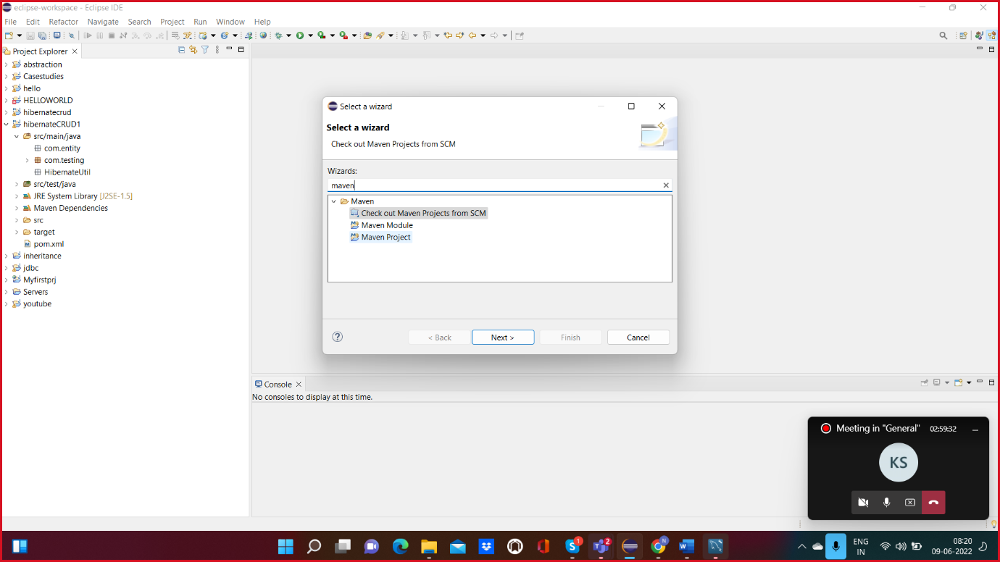 eclipse-workspace - Eclipse IDE
File Edit Refactor Navigate Search Project Run Window Help
Project Explorer
abstraction
Casestudies
hello
HELLOWORLD
hibernatecrud
hibernateCRUD1
src/main/java
com.entity
com.testing
HibernateUtil
src/test/java
JRE System Library [J2SE-1.5]
Maven Dependencies
src
target
pom.xml
inheritance
jdbc
Myfirstprj
Servers
youtube
Select a wizard
Select a wizard
Check out Maven Projects from SCM
Wizards:
maven
Maven
Check out Maven Projects from SCM
Maven Module
Maven Project
< Back Next > Finish Cancel
Console
No consoles to display at this time.
Meeting in "General" 02:59:32
KS
1
2
N
ENG
IN
08:20
09-06-2022